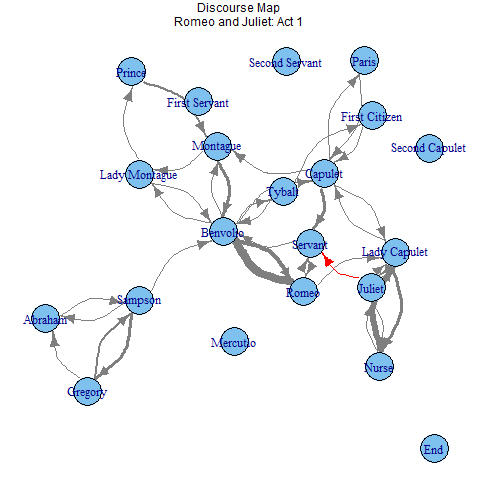 Discourse Map
Romeo and Juliet: Act 1
Second Servant
Paris
Prince
First Servant
First Citizen
Montague
Second Capulet
Lady Montague
Capulet
Tybalt
Benvolio
Servant
Lady Capulet
Juliet
Romeo
Sampson
Abraham
Mercutio
Nurse
Gregory
End